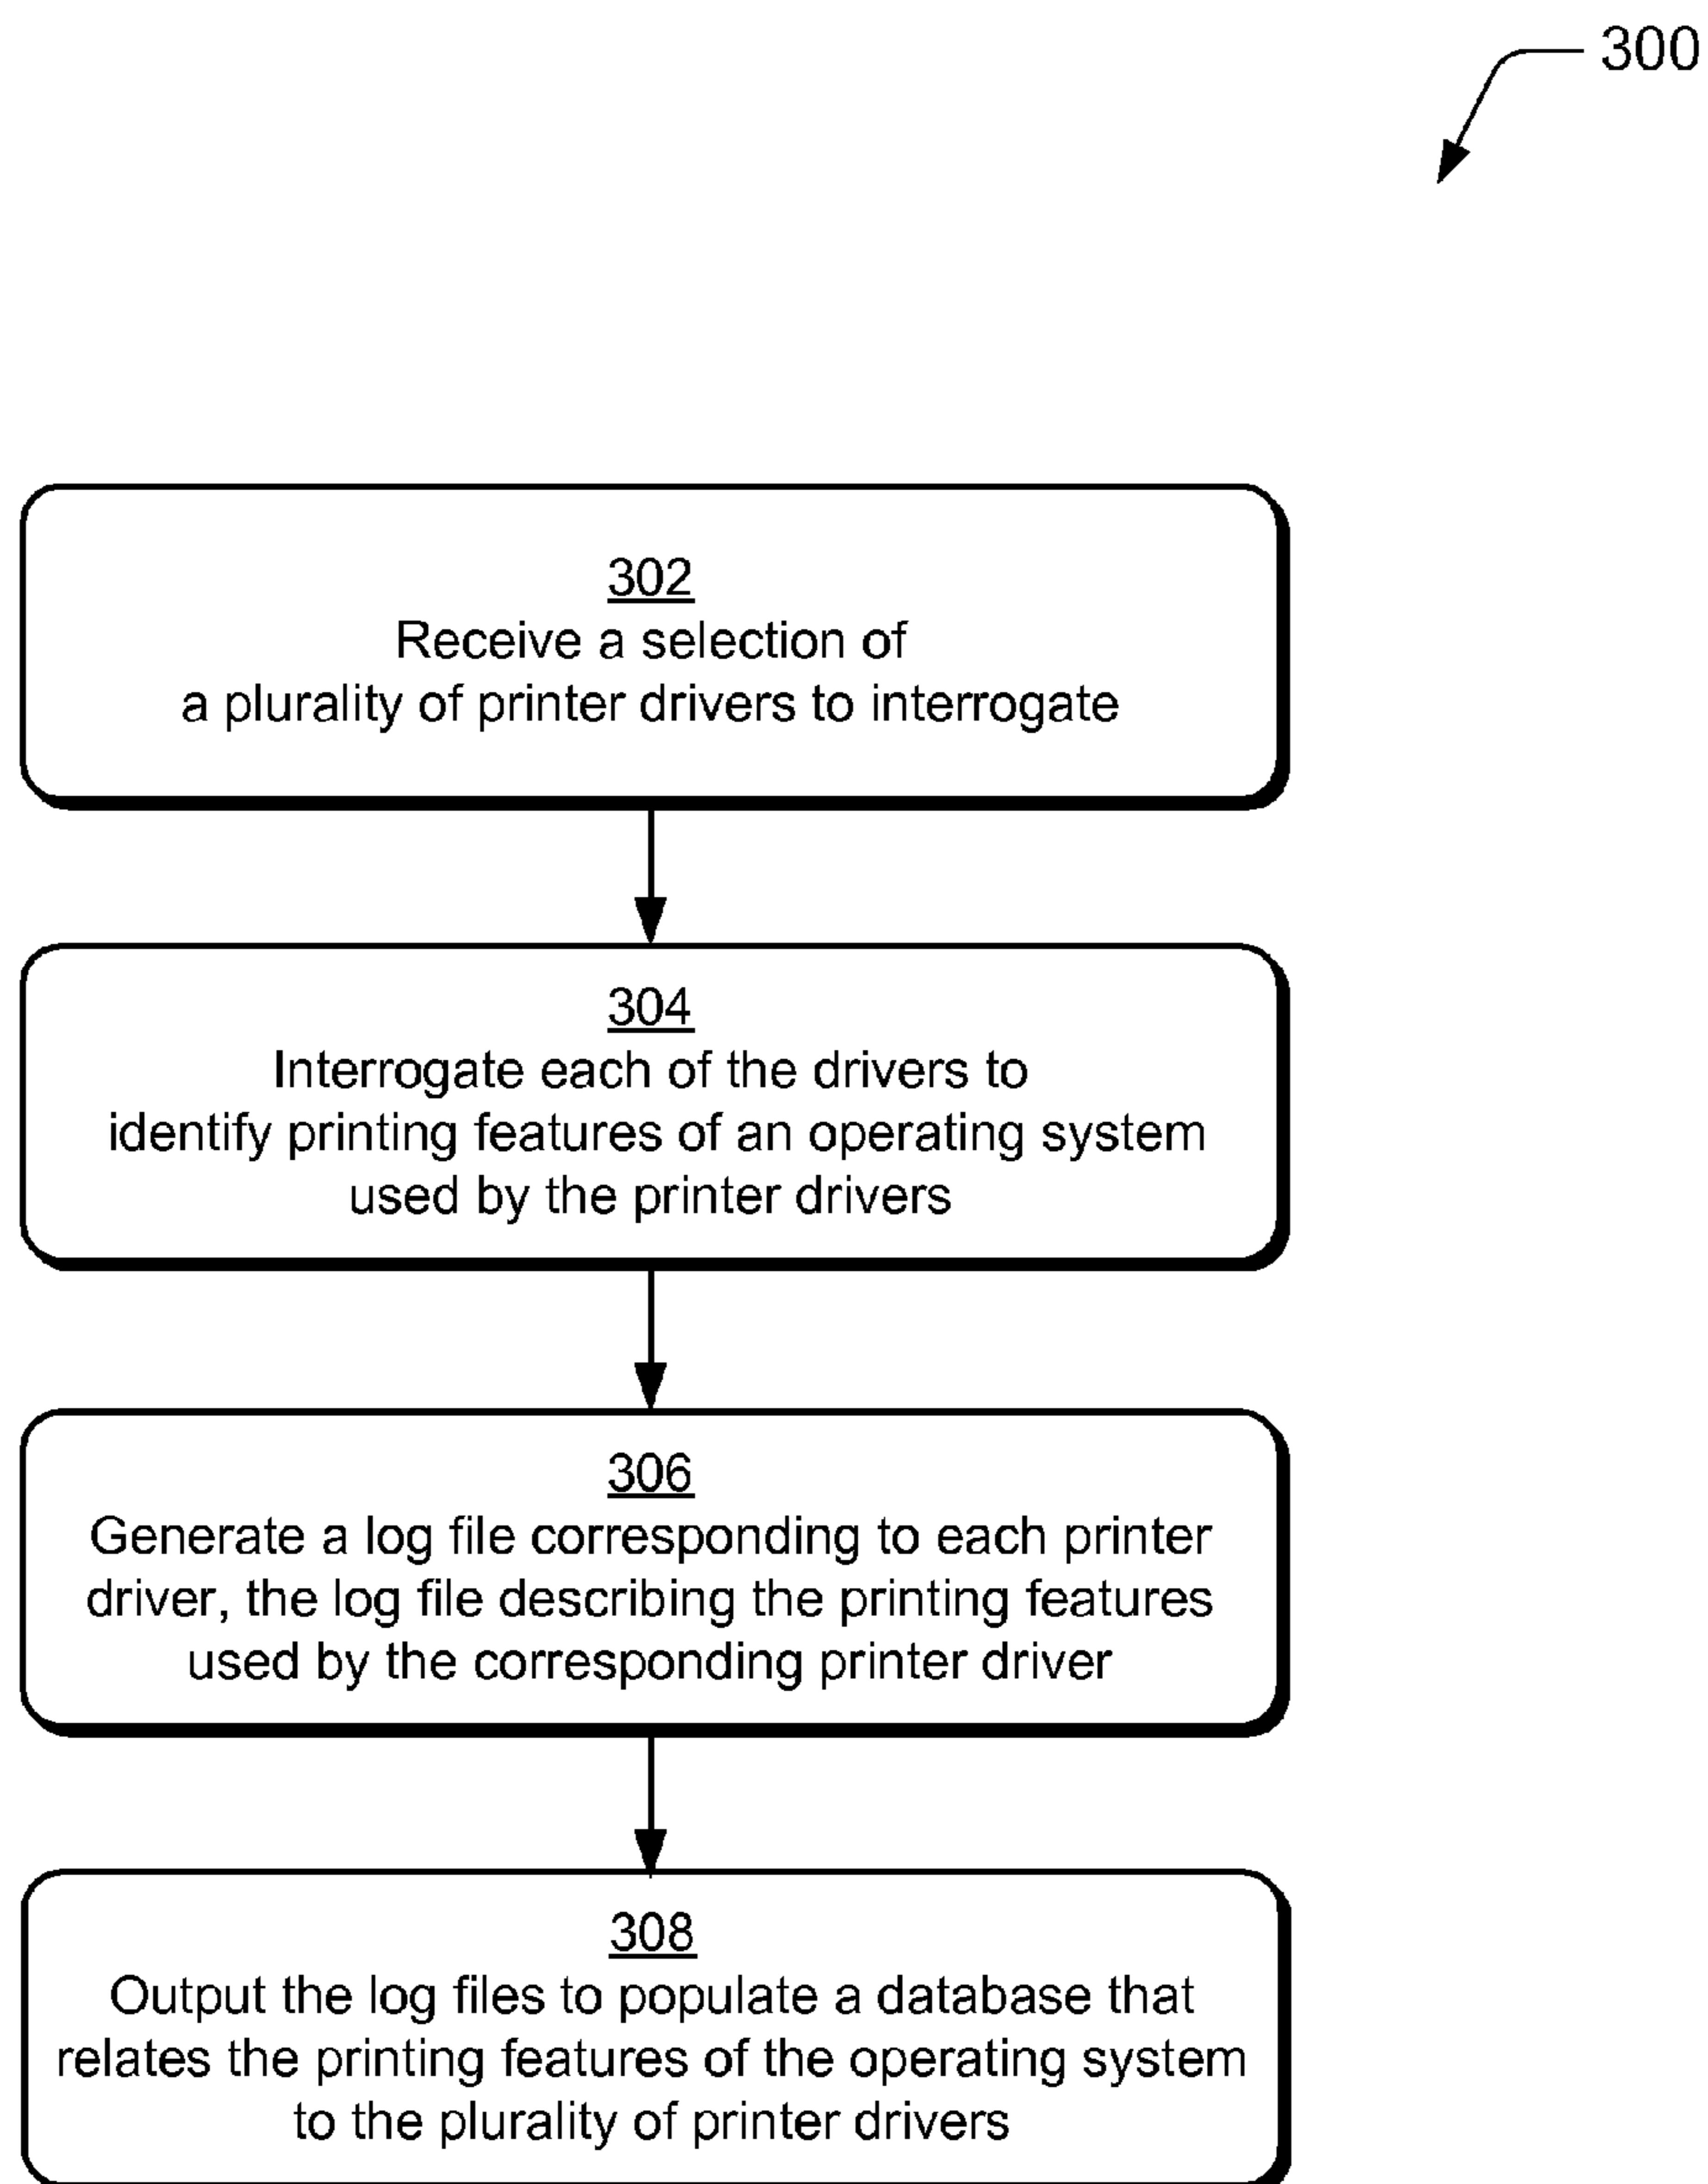 300
302
Receive a selection of
a plurality of printer drivers to interrogate
304
Interrogate each of the drivers to
identify printing features of an operating system
used by the printer drivers
306
Generate a log file corresponding to each printer
driver, the log file describing the printing features
used by the corresponding printer driver
308
Output the log files to populate a database that
relates the printing features of the operating system
to the plurality of printer drivers